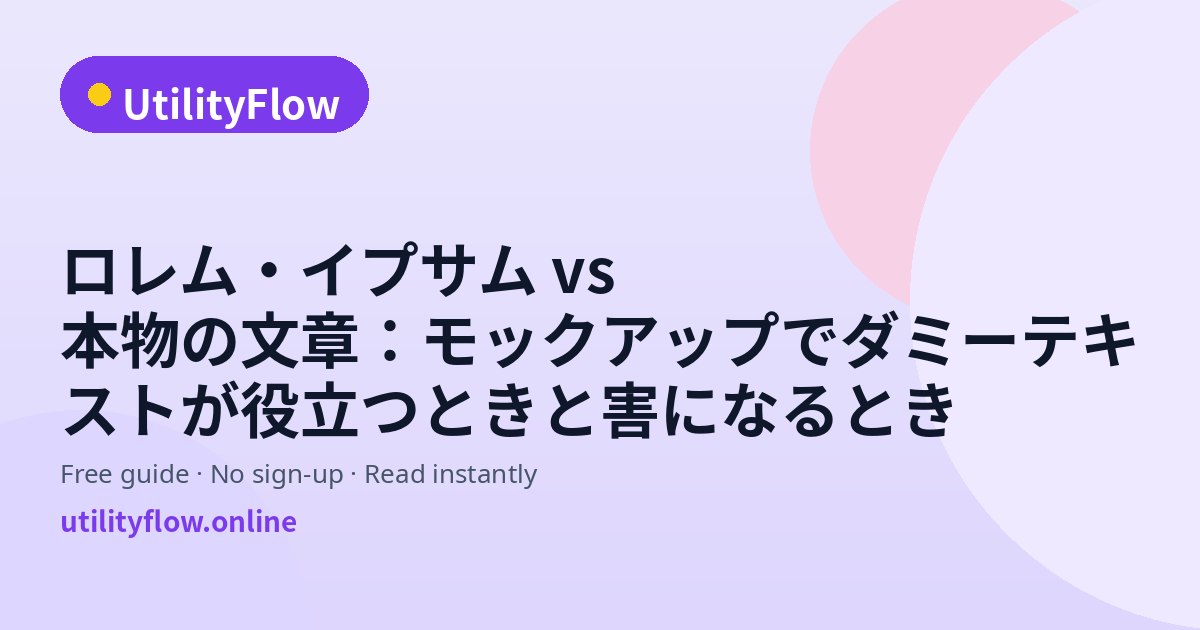 UtilityFlow
ロレム・イプサム vs
本物の文章：モックアップでダミーテキ
ストが役立つときと害になるとき
Free guide · No sign-up · Read instantly
utilityflow.online